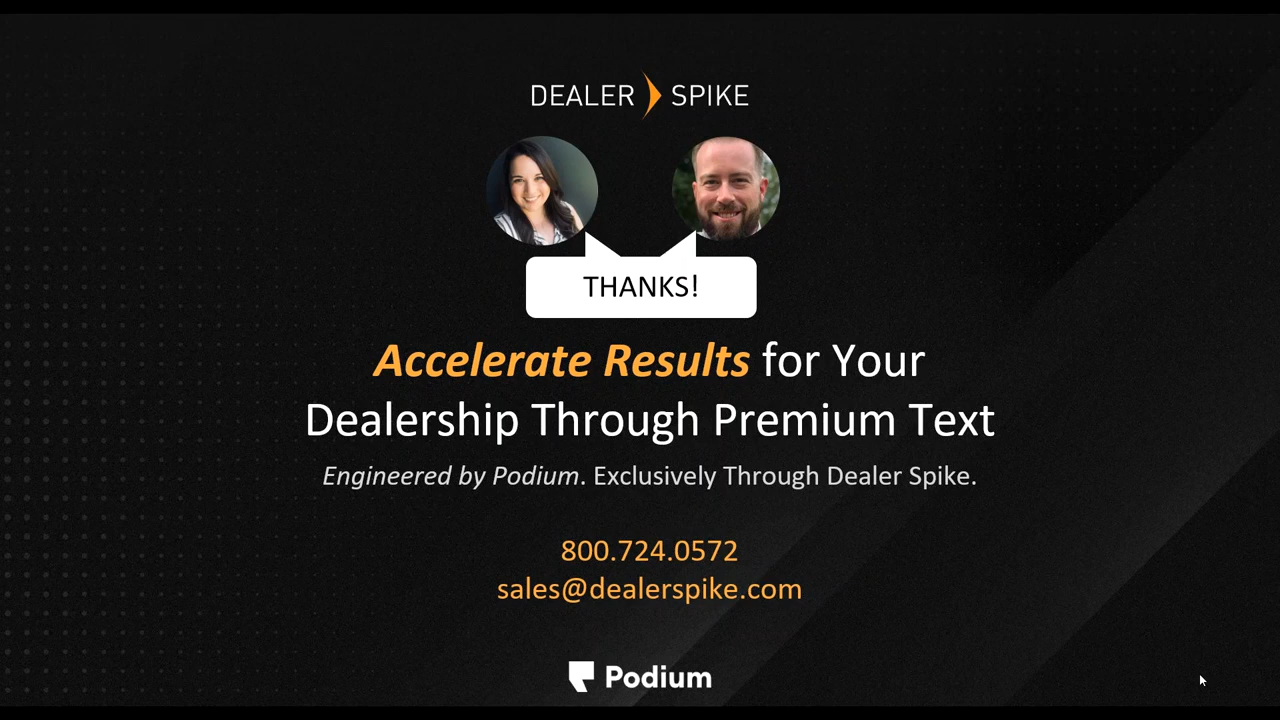 DEALER SPIKE
THANKS!
Accelerate Results for Your
Dealership Through Premium Text
Engineered by Podium. Exclusively Through Dealer Spike.
800.724.0572
sales@dealerspike.com
Podium